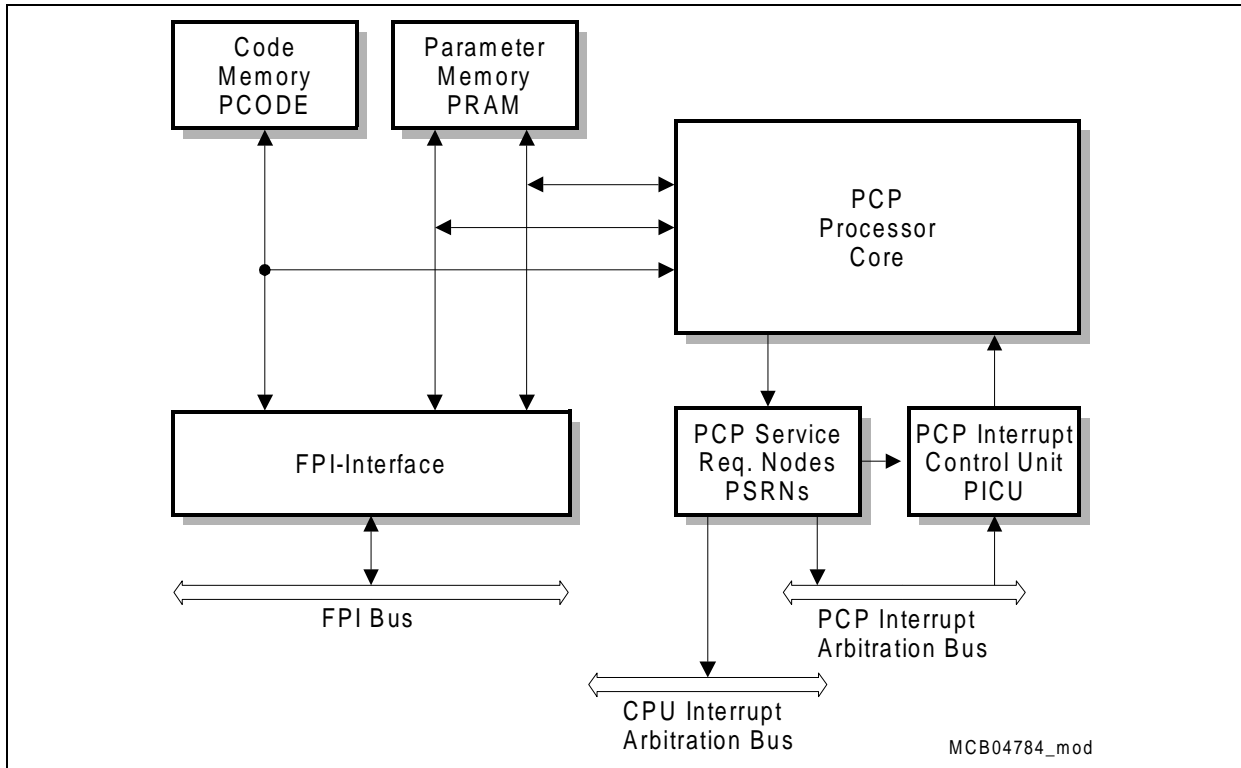 Code
Memory
PCODE
Parameter
Memory
PRAM
PCP
Processor
Core
FPI-Interface
PCP Service
Req. Nodes
PSRNs
PCP Interrupt
Control Unit
PICU
FPI Bus
PCP Interrupt
Arbitration Bus
CPU Interrupt
Arbitration Bus
MCB04784_mod